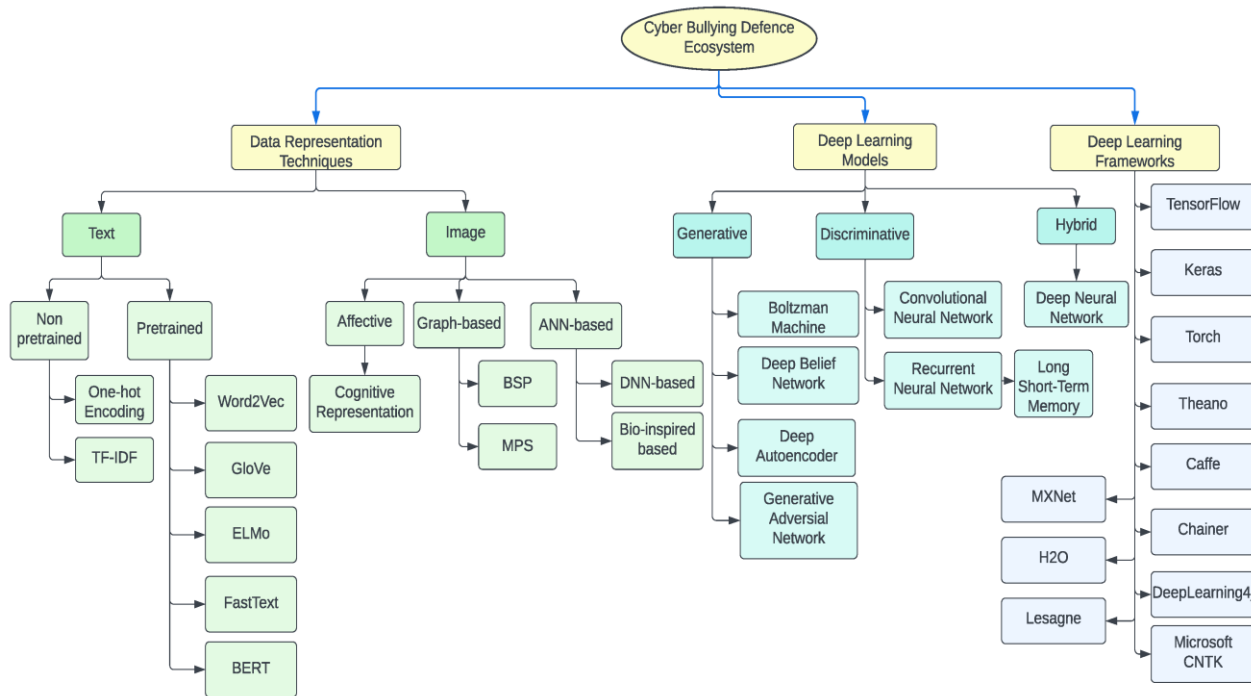 Cyber Bullying Defence
Ecosystem
Data Representation
Techniques
Deep Learning
Models
Deep Learning
Frameworks
Text
Image
Generative
Discriminative
Hybrid
Non
pretrained
Pretrained
Affective
Graph-based
ANN-based
One-hot
Encoding
TF-IDF
Word2Vec
GloVe
ELMo
FastText
BERT
Cognitive
Representation
BSP
MPS
DNN-based
Bio-inspired
based
Boltzman
Machine
Deep Belief
Network
Deep
Autoencoder
Generative
Adversial
Network
Convolutional
Neural Network
Recurrent
Neural Network
Long
Short-Term
Memory
Deep Neural
Network
TensorFlow
Keras
Torch
Theano
Caffe
MXNet
Chainer
H2O
DeepLearning4j
Lesagne
Microsoft
CNTK